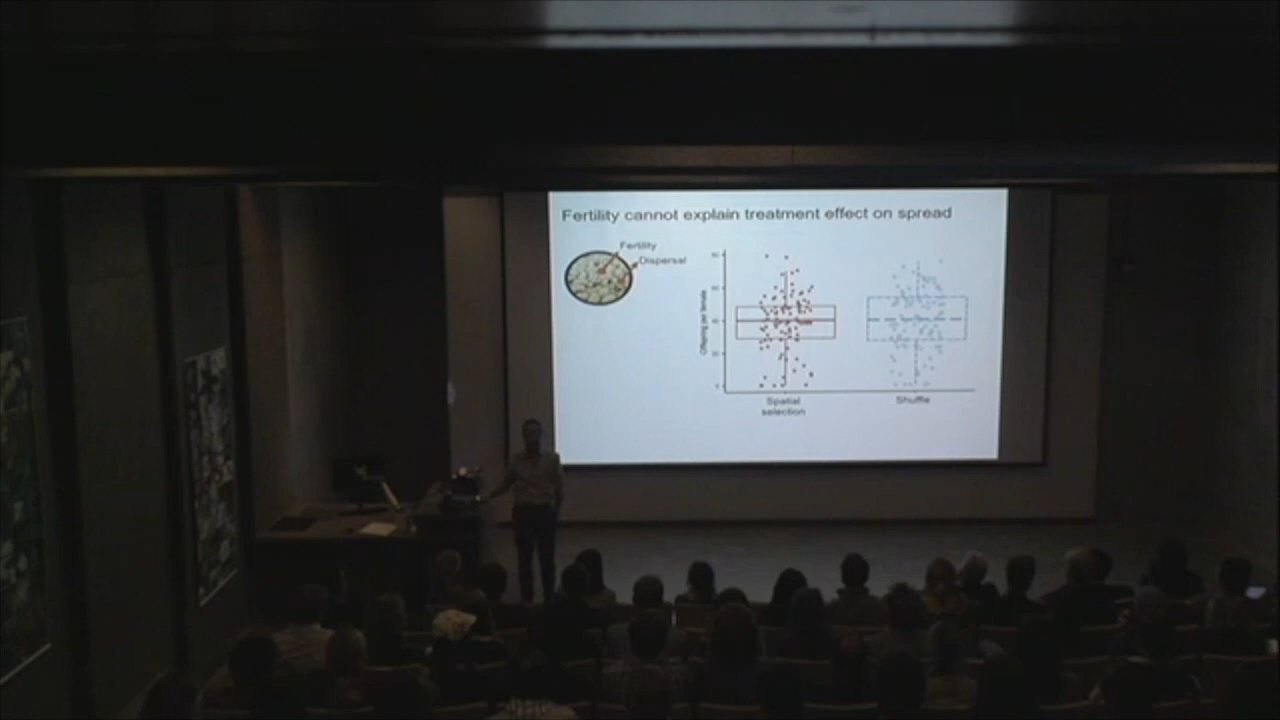 Fertility cannot explain treatment effect on spread
Fertility
Dispersal
Offspring per female
Spatial
selection
Shuffle